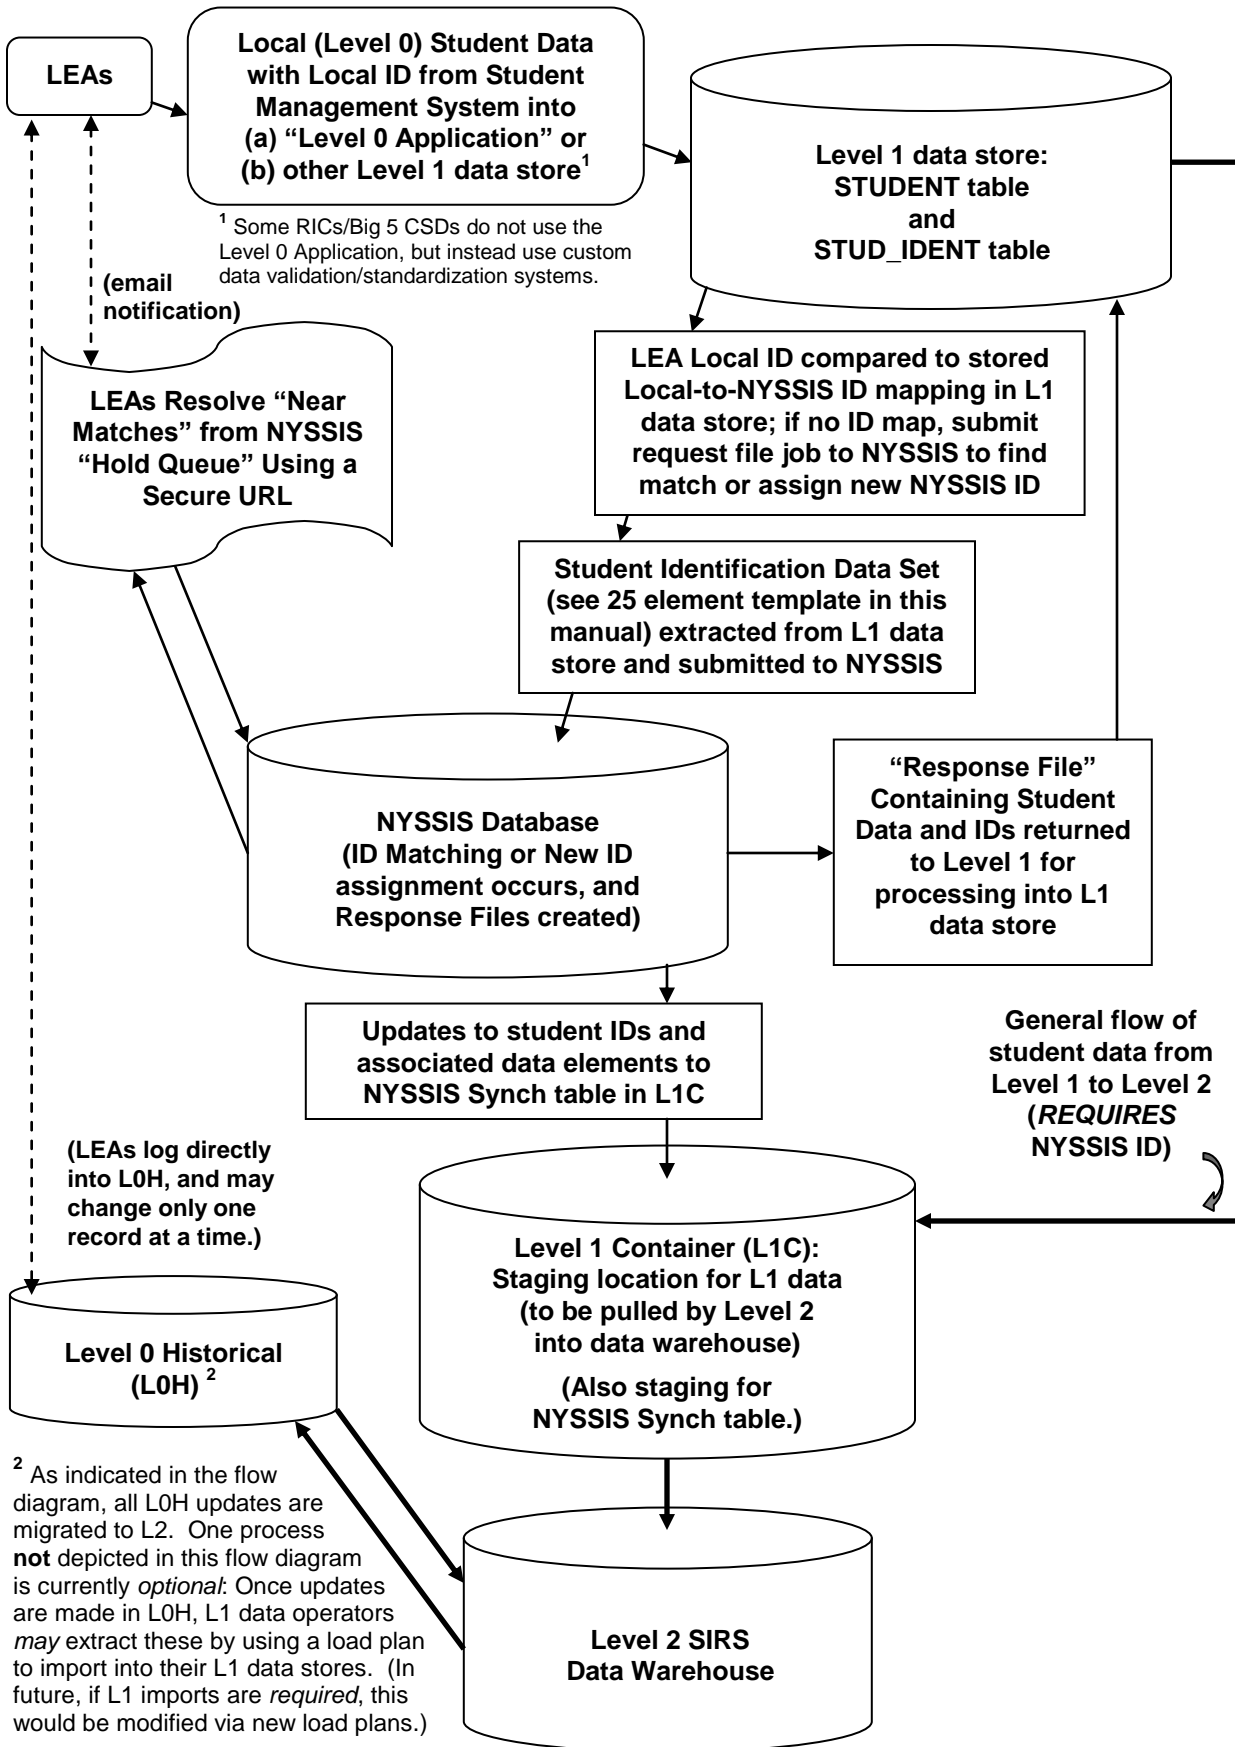 LEAs
Local (Level 0) Student Data
with Local ID from Student
Management System into
(a) “Level 0 Application” or
(b) other Level 1 data store1
1 Some RICs/Big 5 CSDs do not use the
Level 0 Application, but instead use custom
data validation/standardization systems.
Level 1 data store:
STUDENT table
and
STUD_IDENT table
(email
notification)
LEAs Resolve “Near
Matches” from NYSSIS
“Hold Queue” Using a
Secure URL
LEA Local ID compared to stored
Local-to-NYSSIS ID mapping in L1
data store; if no ID map, submit
request file job to NYSSIS to find
match or assign new NYSSIS ID
Student Identification Data Set
(see 25 element template in this
manual) extracted from L1 data
store and submitted to NYSSIS
NYSSIS Database
(ID Matching or New ID
assignment occurs, and
Response Files created)
“Response File”
Containing Student
Data and IDs returned
to Level 1 for
processing into L1
data store
Updates to student IDs and
associated data elements to
NYSSIS Synch table in L1C
General flow of
student data from
Level 1 to Level 2
(REQUIRES
NYSSIS ID)
(LEAs log directly
into L0H, and may
change only one
record at a time.)
Level 1 Container (L1C):
Staging location for L1 data
(to be pulled by Level 2
into data warehouse)
(Also staging for
NYSSIS Synch table.)
Level 0 Historical
(L0H) 2
2 As indicated in the flow
diagram, all L0H updates are
migrated to L2. One process
not depicted in this flow diagram
is currently optional: Once updates
are made in L0H, L1 data operators
may extract these by using a load plan
to import into their L1 data stores. (In
future, if L1 imports are required, this
would be modified via new load plans.)
Level 2 SIRS
Data Warehouse